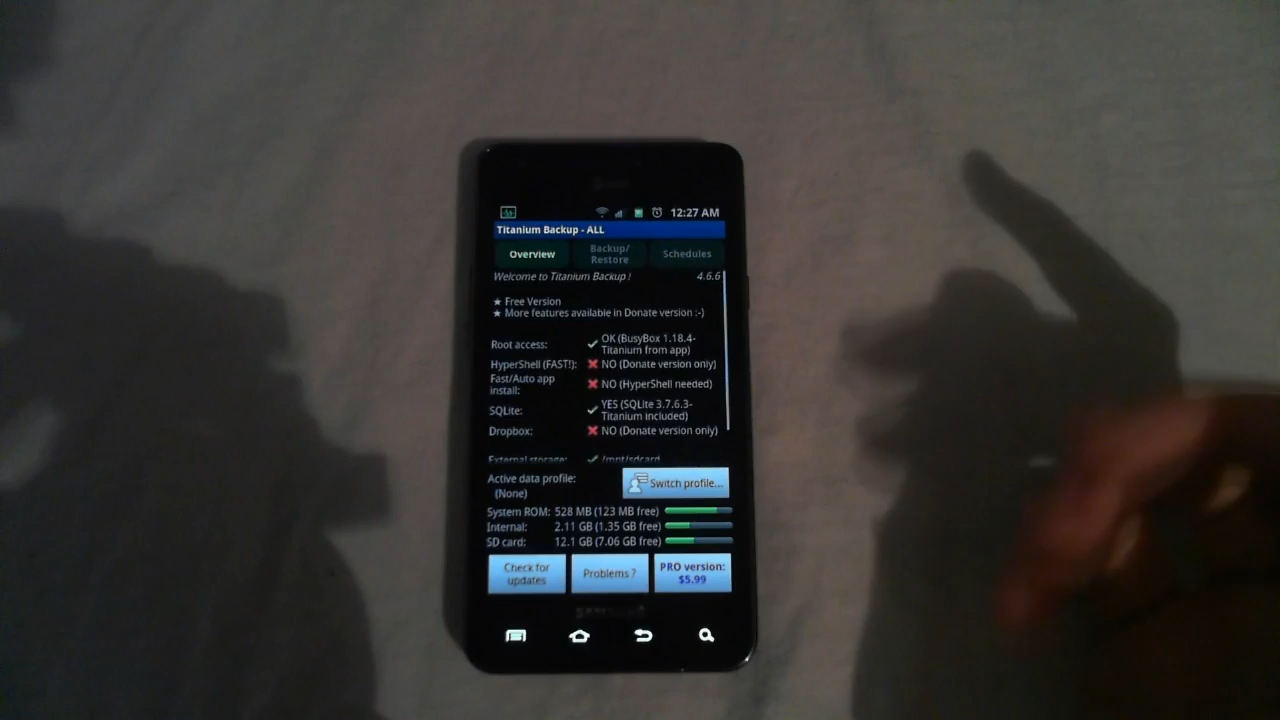 12:27 AM
Titanium Backup - ALL
Overview
Backup/
Restore
Schedules
Welcome to Titanium Backup !
4.6.6
★ Free Version
★ More features available in Donate version :-)
Root access: OK (BusyBox 1.18.4-
Titanium from app)
HyperShell (FAST!): NO (Donate version only)
Fast/Auto app
install: NO (HyperShell needed)
SQLite: YES (SQLite 3.7.6.3-
Titanium included)
Dropbox: NO (Donate version only)
External storage: /mnt/sdcard
Active data profile:
(None)
Switch profile...
System ROM: 528 MB (123 MB free)
Internal: 2.11 GB (1.35 GB free)
SD card: 12.1 GB (7.06 GB free)
Check for
updates
Problems ?
PRO version:
$5.99
SAMSUNG